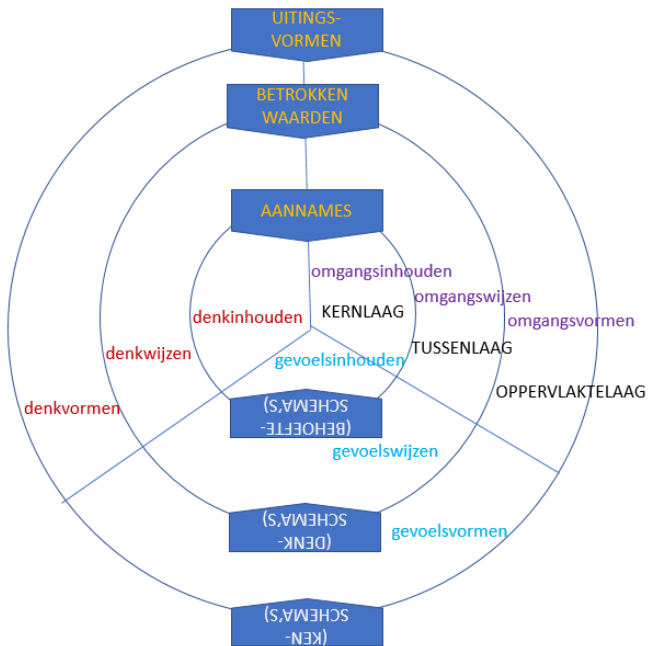 UITINGS-
VORMEN
BETROKKEN
WAARDEN
AANNAMES
omgangsinhouden
omgangswijzen
omgangsvormen
denkinhouden
KERNLAAG
denkwijzen
gevoelsinhouden
TUSSENLAAG
denkvormen
OPPERVLAKTELAAG
(BEHOEFTE-
SCHEMA'S)
gevoelswijzen
(DENK-
SCHEMA'S)
gevoelsvormen
(KEN-
SCHEMA'S)